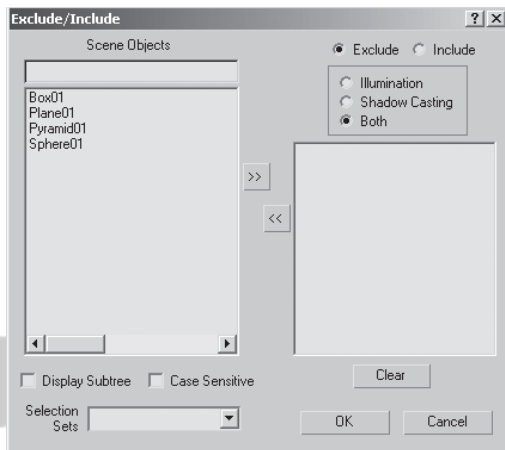 Exclude/Include
Scene Objects
Exclude Include
Illumination
Shadow Casting
Both
Box01
Plane01
Pyramid01
Sphere01
>>
<<
Display Subtree Case Sensitive
Clear
Selection
Sets
OK Cancel